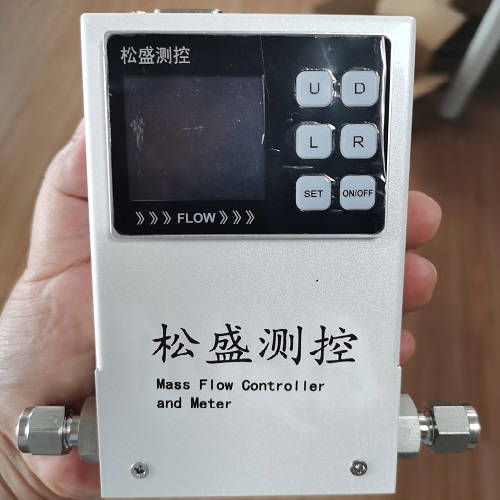 松盛测控
U D
L R
SET ON/OFF
》》》FLOW》》》
松盛测控
Mass Flow Controller
and Meter